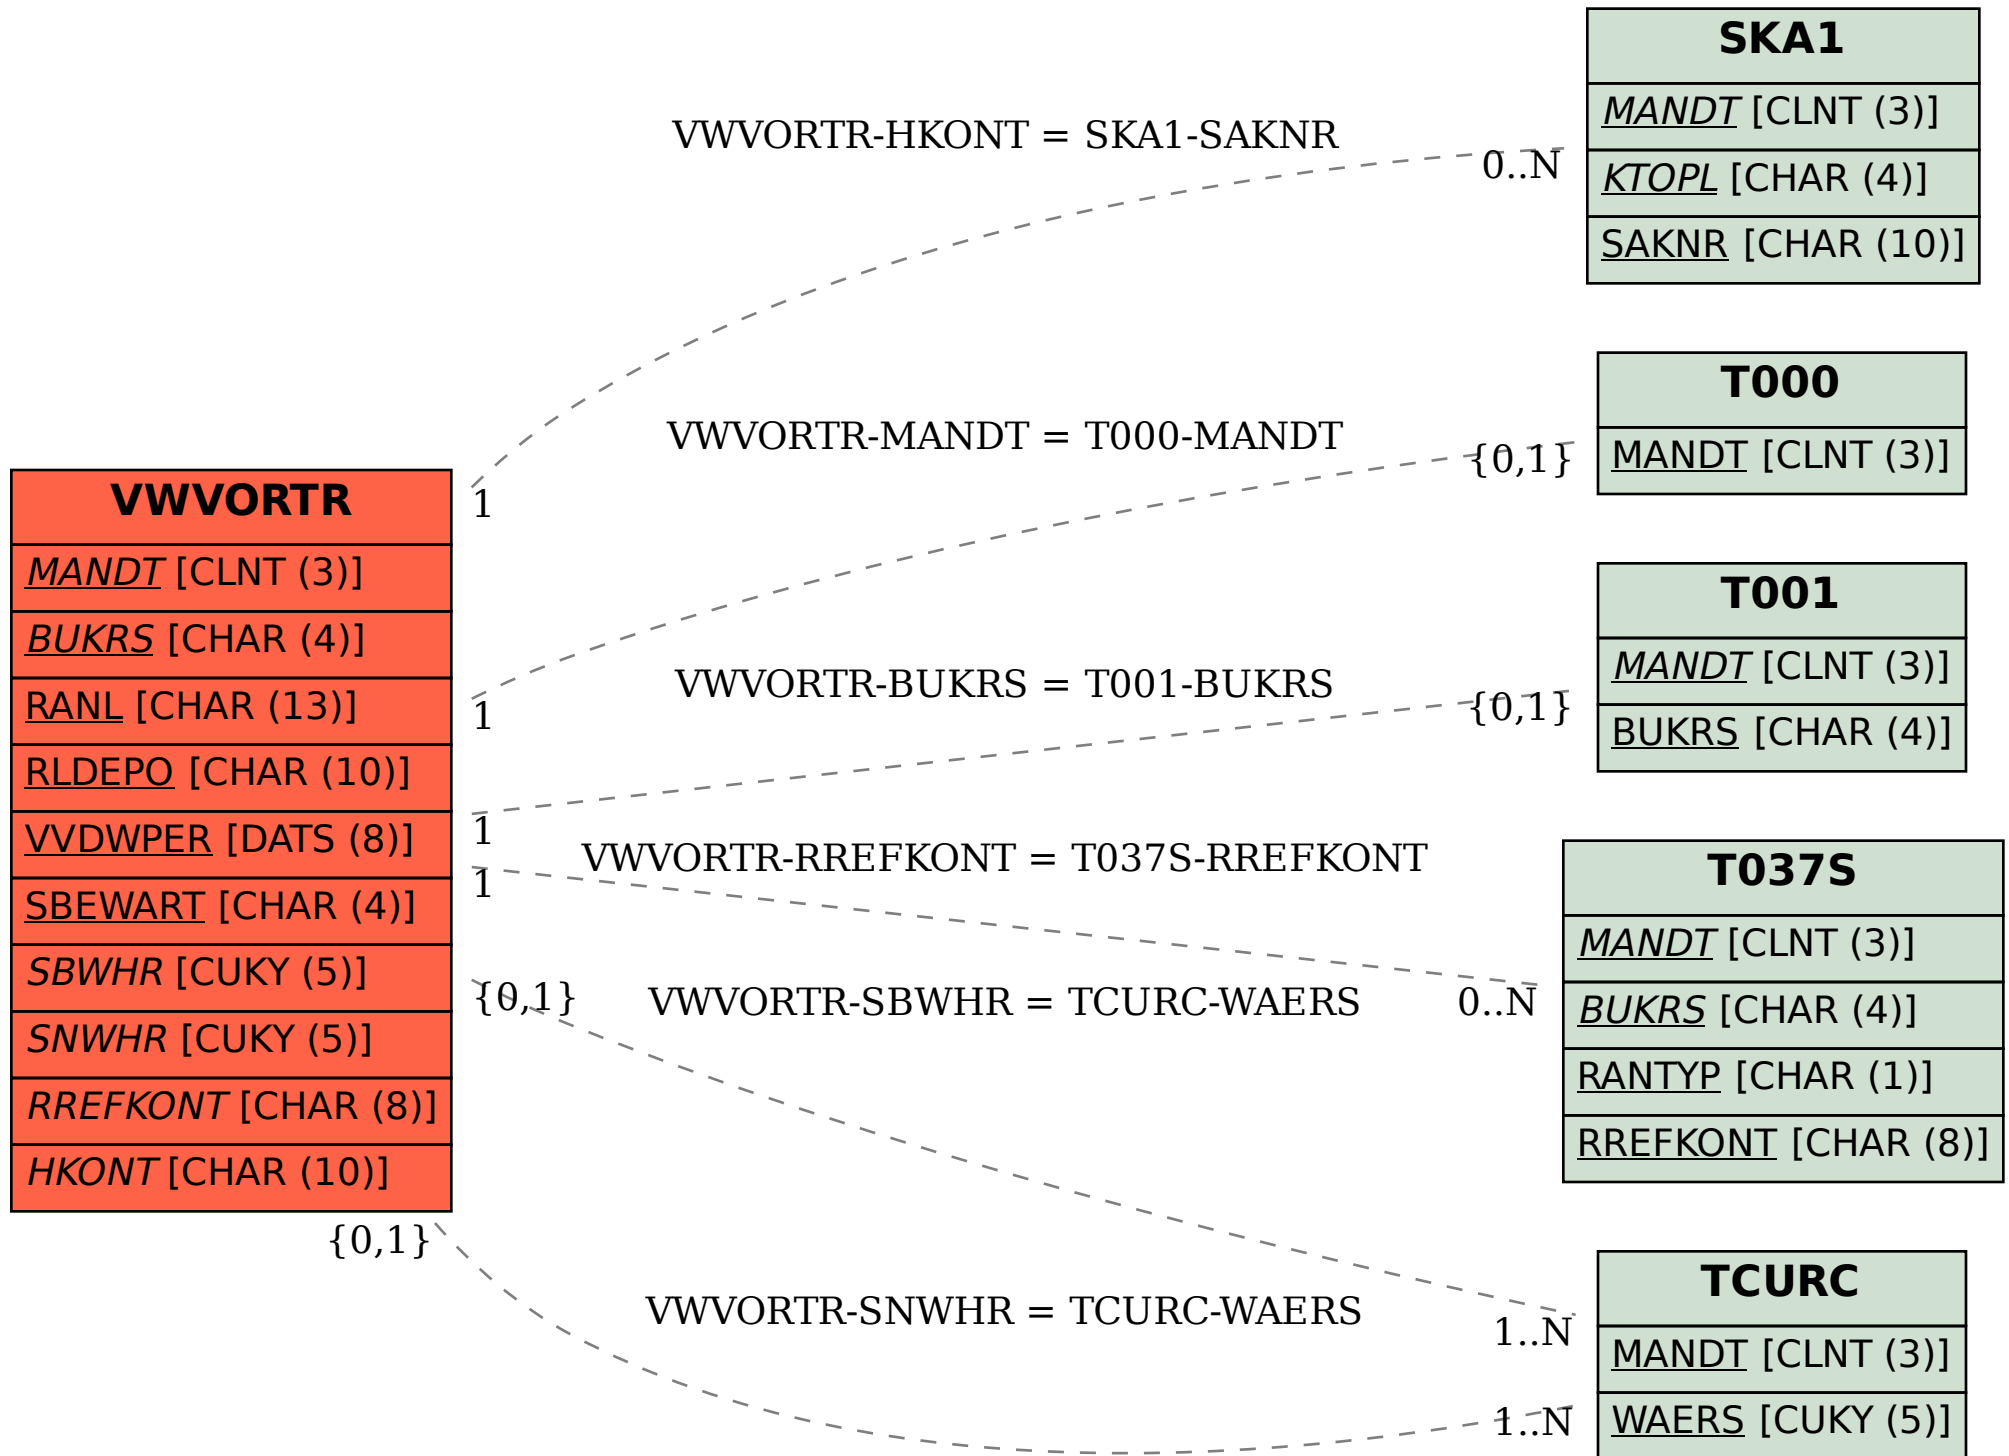 VWVORTR
MANDT [CLNT (3)]
BUKRS [CHAR (4)]
RANL [CHAR (13)]
RLDEPO [CHAR (10)]
VVDWPER [DATS (8)]
SBEWART [CHAR (4)]
SBWHR [CUKY (5)]
SNWHR [CUKY (5)]
RREFKONT [CHAR (8)]
HKONT [CHAR (10)]
VWVORTR-HKONT = SKA1-SAKNR
1
0..N
VWVORTR-MANDT = T000-MANDT
1
{0,1}
VWVORTR-BUKRS = T001-BUKRS
1
{0,1}
VWVORTR-RREFKONT = T037S-RREFKONT
1
0..N
VWVORTR-SBWHR = TCURC-WAERS
{0,1}
1..N
VWVORTR-SNWHR = TCURC-WAERS
{0,1}
1..N
SKA1
MANDT [CLNT (3)]
KTOPL [CHAR (4)]
SAKNR [CHAR (10)]
T000
MANDT [CLNT (3)]
T001
MANDT [CLNT (3)]
BUKRS [CHAR (4)]
T037S
MANDT [CLNT (3)]
BUKRS [CHAR (4)]
RANTYP [CHAR (1)]
RREFKONT [CHAR (8)]
TCURC
MANDT [CLNT (3)]
WAERS [CUKY (5)]